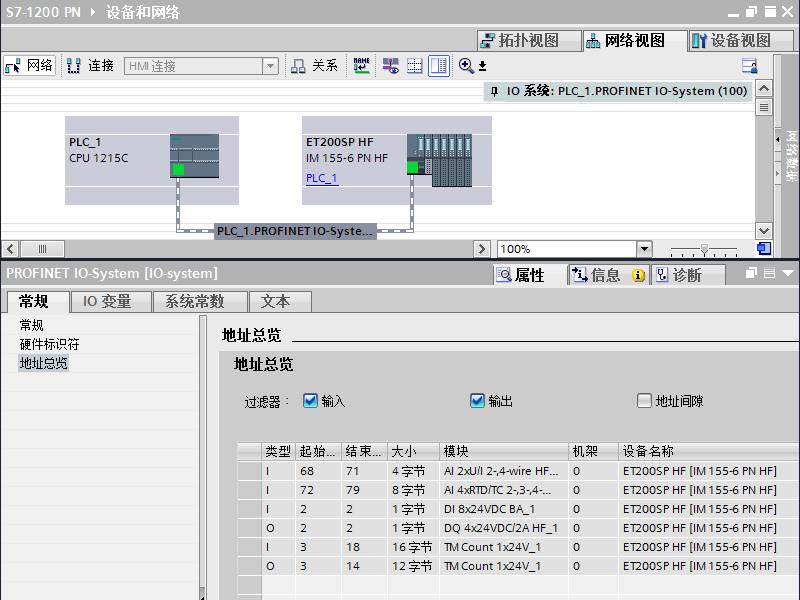 S7-1200 PN ▸ 设备和网络
拓扑视图 网络视图 设备视图
网络 连接 HMI 连接 关系 NAME
IO 系统: PLC_1.PROFINET IO-System (100)
PLC_1
CPU 1215C
ET200SP HF
IM 155-6 PN HF
PLC_1
PLC_1.PROFINET IO-Syste...
网络数据
100%
PROFINET IO-System [IO-system]
属性 信息 诊断
常规 IO 变量 系统常数 文本
常规
硬件标识符
地址总览
地址总览
地址总览
过滤器： 输入 输出 地址间隙
类型 起始... 结束... 大小 模块 机架 设备名称
I 68 71 4 字节 AI 2xU/I 2-,4-wire HF... 0 ET200SP HF [IM 155-6 PN HF]
I 72 79 8 字节 AI 4xRTD/TC 2-,3-,4-... 0 ET200SP HF [IM 155-6 PN HF]
I 2 2 1 字节 DI 8x24VDC BA_1 0 ET200SP HF [IM 155-6 PN HF]
O 2 2 1 字节 DQ 4x24VDC/2A HF_1 0 ET200SP HF [IM 155-6 PN HF]
I 3 18 16 字节 TM Count 1x24V_1 0 ET200SP HF [IM 155-6 PN HF]
O 3 14 12 字节 TM Count 1x24V_1 0 ET200SP HF [IM 155-6 PN HF]